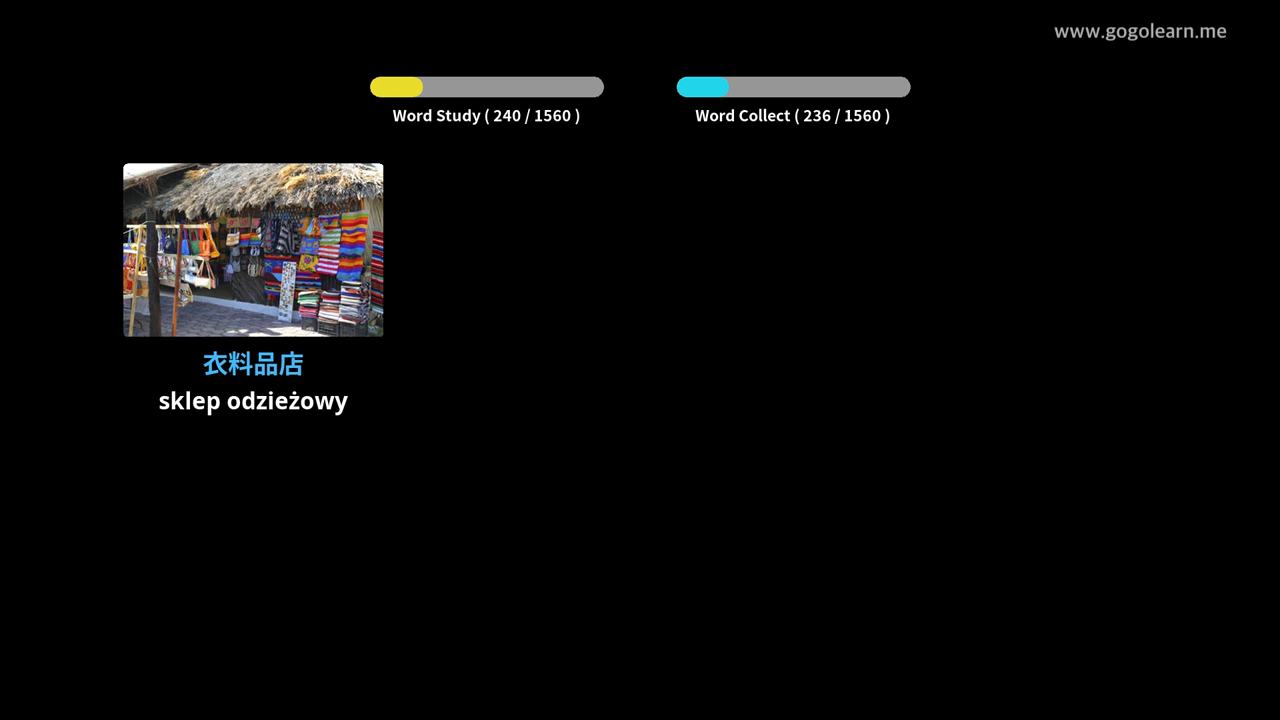 www.gogolearn.me
Word Study ( 240 / 1560 )
Word Collect ( 236 / 1560 )
衣料品店
sklep odzieżowy